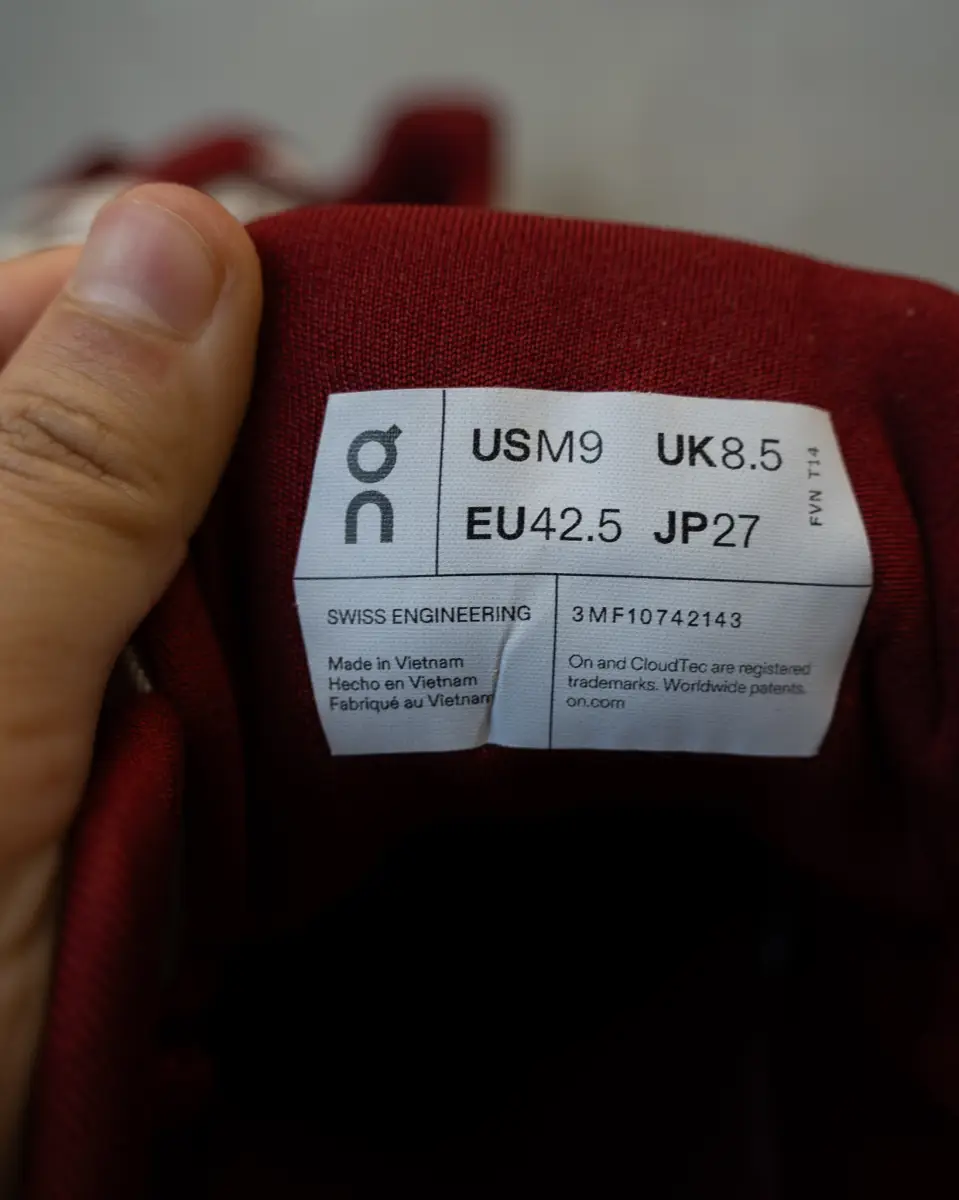 On
USM9 UK8.5
EU42.5 JP27
FVN T14
SWISS ENGINEERING
Made in Vietnam
Hecho en Vietnam
Fabriqué au Vietnam
3MF10742143
On and CloudTec are registered
trademarks. Worldwide patents.
on.com